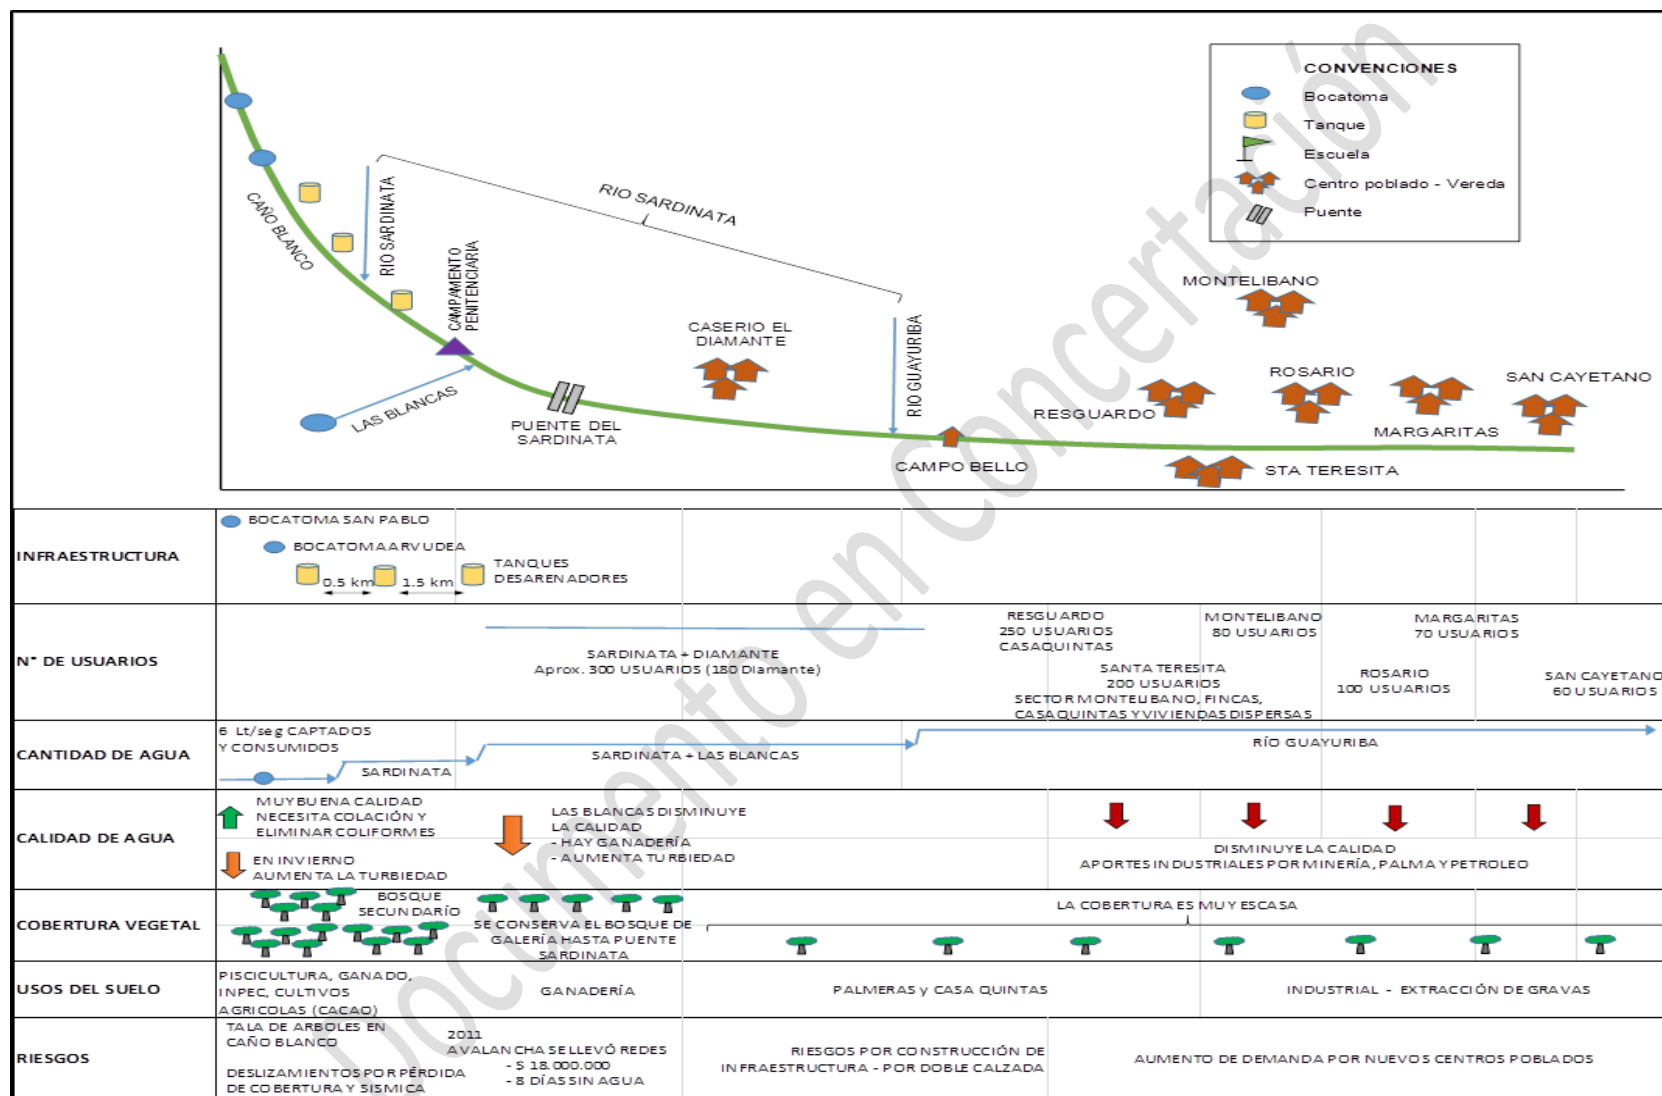 CONVENCIONES
Bocatoma
Tanque
Escuela
Centro poblado - Vereda
Puente
CAÑO BLANCO
RIO SARDINATA
RIO SARDINATA
CAMPAMENTO
PENITENCIARIA
LAS BLANCAS
PUENTE DEL
SARDINATA
CASERIO EL
DIAMANTE
RIO GUAYURIBA
CAMPO BELLO
MONTELIBANO
RESGUARDO
ROSARIO
MARGARITAS
SAN CAYETANO
STA TERESITA
Documento en Concertación
INFRAESTRUCTURA
BOCATOMA SAN PABLO
BOCATOMA ARVUDEA
0.5 km
1.5 km
TANQUES
DESARENADORES
N° DE USUARIOS
SARDINATA + DIAMANTE
Aprox. 300 USUARIOS (180 Diamante)
RESGUARDO
250 USUARIOS
CASAQUINTAS
SANTA TERESITA
200 USUARIOS
SECTOR MONTELIBANO, FINCAS,
CASAQUINTAS Y VIVIENDAS DISPERSAS
MONTELIBANO
80 USUARIOS
ROSARIO
100 USUARIOS
MARGARITAS
70 USUARIOS
SAN CAYETANO
60 USUARIOS
CANTIDAD DE AGUA
6 Lt/seg CAPTADOS
Y CONSUMIDOS
SARDINATA
SARDINATA + LAS BLANCAS
RÍO GUAYURIBA
CALIDAD DE AGUA
MUY BUENA CALIDAD
NECESITA COLACIÓN Y
ELIMINAR COLIFORMES
EN INVIERNO
AUMENTA LA TURBIEDAD
LAS BLANCAS DISMINUYE
LA CALIDAD
- HAY GANADERÍA
- AUMENTA TURBIEDAD
DISMINUYE LA CALIDAD
APORTES INDUSTRIALES POR MINERÍA, PALMA Y PETROLEO
COBERTURA VEGETAL
BOSQUE
SECUNDARÍO
SE CONSERVA EL BOSQUE DE
GALERÍA HASTA PUENTE
SARDINATA
LA COBERTURA ES MUY ESCASA
USOS DEL SUELO
PISCICULTURA, GANADO,
INPEC, CULTIVOS
AGRICOLAS (CACAO)
GANADERÍA
PALMERAS y CASA QUINTAS
INDUSTRIAL - EXTRACCIÓN DE GRAVAS
RIESGOS
TALA DE ARBOLES EN
CAÑO BLANCO
DESLIZAMIENTOS POR PÉRDIDA
DE COBERTURA Y SISMICA
2011
AVALANCHA SE LLEVÓ REDES
- $ 18.000.000
- 8 DÍAS SIN AGUA
RIESGOS POR CONSTRUCCIÓN DE
INFRAESTRUCTURA - POR DOBLE CALZADA
AUMENTO DE DEMANDA POR NUEVOS CENTROS POBLADOS